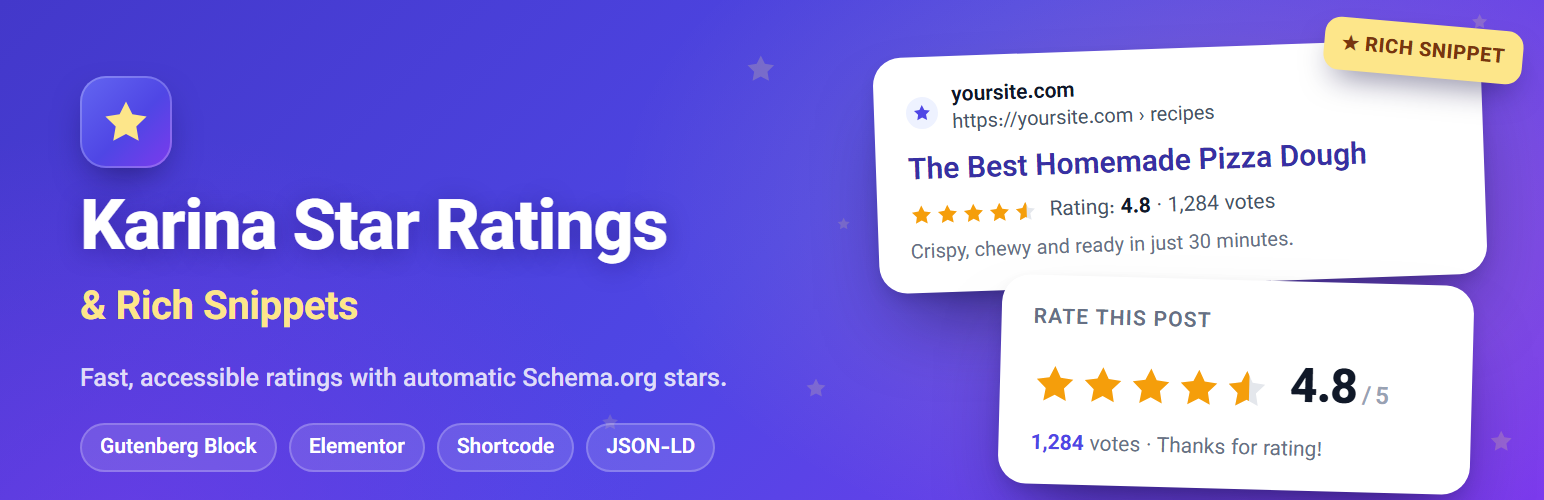 Karina Star Ratings
& Rich Snippets
Fast, accessible ratings with automatic Schema.org stars.
Gutenberg Block
Elementor
Shortcode
JSON-LD
★ RICH SNIPPET
yoursite.com
https://yoursite.com › recipes
The Best Homemade Pizza Dough
Rating: 4.8 · 1,284 votes
Crispy, chewy and ready in just 30 minutes.
RATE THIS POST
4.8 / 5
1,284 votes · Thanks for rating!